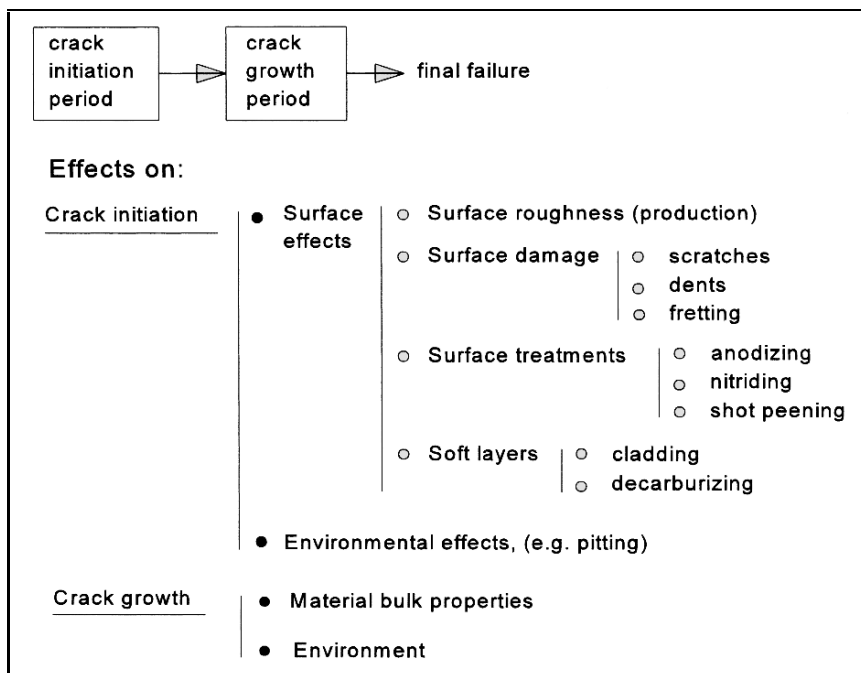 crack
initiation
period
crack
growth
period
final failure
Effects on:
Crack initiation
Surface
effects
Surface roughness (production)
Surface damage
scratches
dents
fretting
Surface treatments
anodizing
nitriding
shot peening
Soft layers
cladding
decarburizing
Environmental effects, (e.g. pitting)
Crack growth
Material bulk properties
Environment